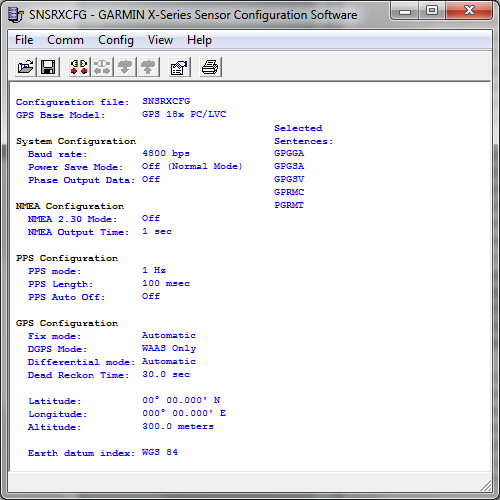 SNSRXCFG - GARMIN X-Series Sensor Configuration Software
File Comm Config View Help
Configuration file: SNSRXCFG
GPS Base Model: GPS 18x PC/LVC
System Configuration
Baud rate: 4800 bps
Power Save Mode: Off (Normal Mode)
Phase Output Data: Off
NMEA Configuration
NMEA 2.30 Mode: Off
NMEA Output Time: 1 sec
PPS Configuration
PPS mode: 1 Hz
PPS Length: 100 msec
PPS Auto Off: Off
GPS Configuration
Fix mode: Automatic
DGPS Mode: WAAS Only
Differential mode: Automatic
Dead Reckon Time: 30.0 sec
Latitude: 00° 00.000' N
Longitude: 000° 00.000' E
Altitude: 300.0 meters
Earth datum index: WGS 84
Selected
Sentences:
GPGGA
GPGSA
GPGSV
GPRMC
PGRMT